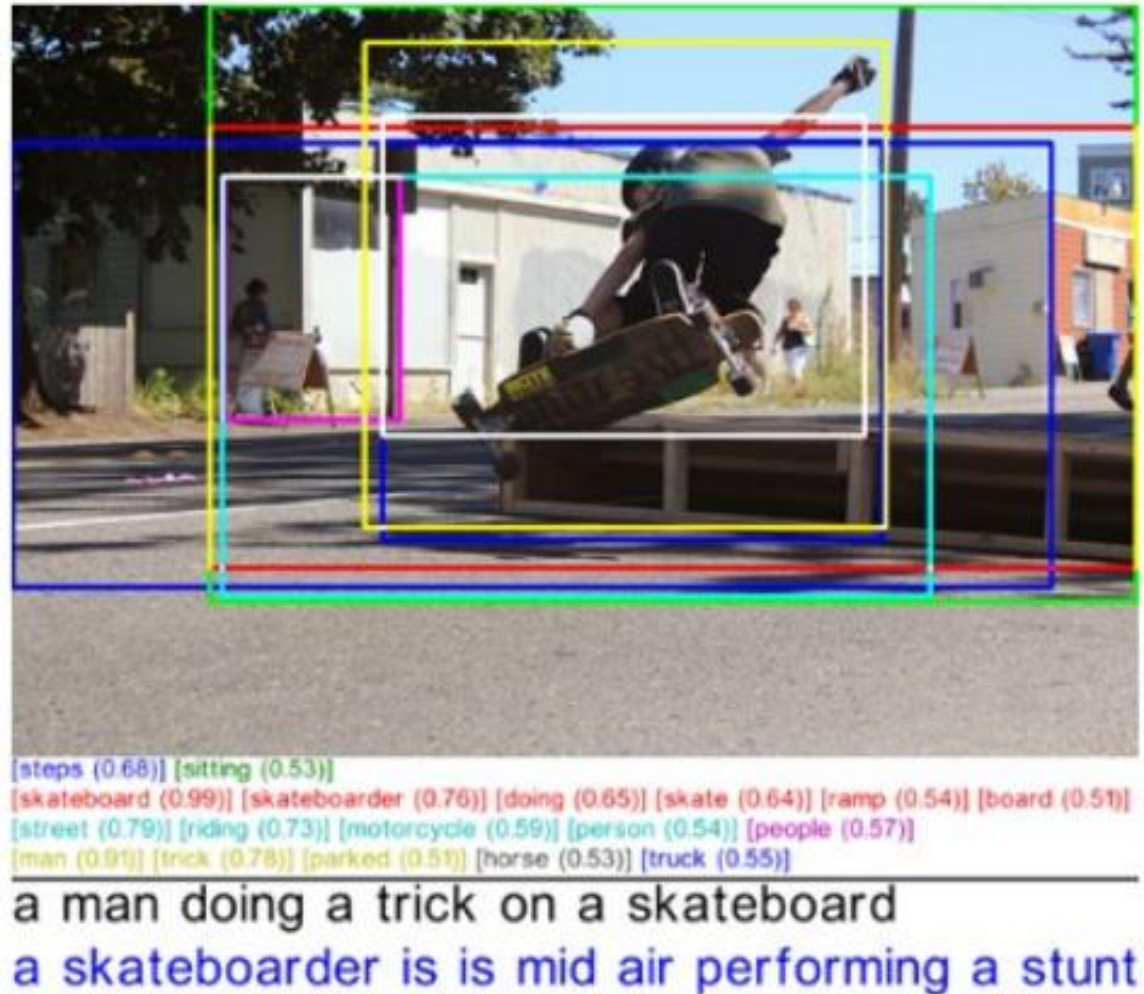 [steps (0.68)] [sitting (0.53)]
[skateboard (0.99)] [skateboarder (0.76)] [doing (0.65)] [skate (0.64)] [ramp (0.54)] [board (0.51)]
[street (0.79)] [riding (0.73)] [motorcycle (0.59)] [person (0.54)] [people (0.57)]
[man (0.91)] [trick (0.78)] [parked (0.51)] [horse (0.53)] [truck (0.55)]
a man doing a trick on a skateboard
a skateboarder is is mid air performing a stunt